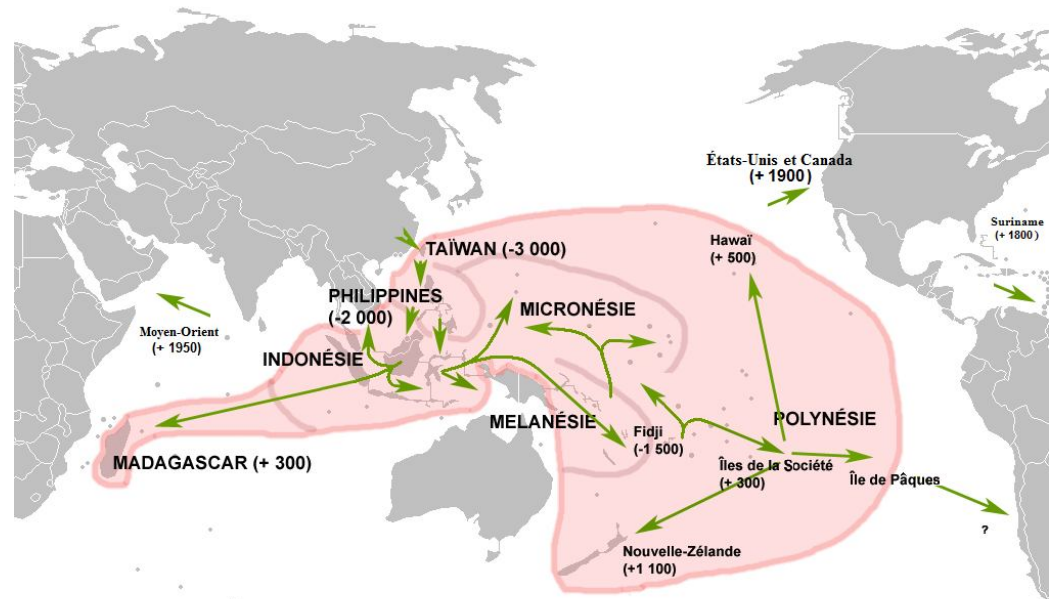 États-Unis et Canada
(+ 1900)
Suriname
(+ 1800)
Hawaï
(+ 500)
TAÏWAN (-3 000)
PHILIPPINES
(-2 000)
MICRONÉSIE
Moyen-Orient
(+ 1950)
INDONÉSIE
MELANÉSIE
POLYNÉSIE
Fidji
(-1 500)
Îles de la Société
(+ 300)
Île de Pâques
MADAGASCAR (+ 300)
?
Nouvelle-Zélande
(+1 100)